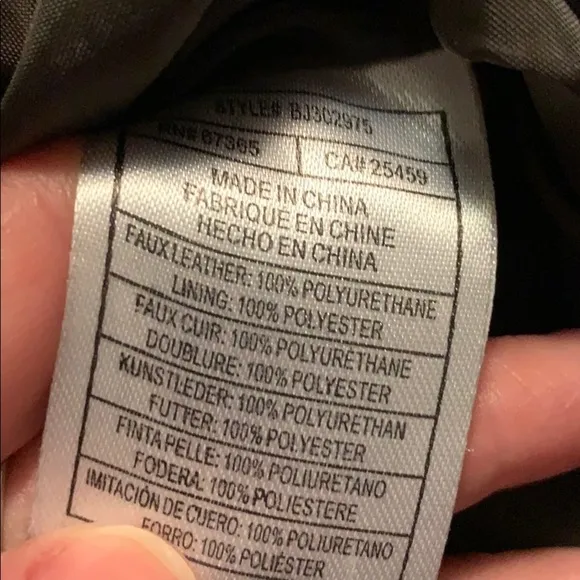 STYLE# BJ302975
RN# 67365
CA# 25459
MADE IN CHINA
FABRIQUÉ EN CHINE
HECHO EN CHINA
FAUX LEATHER: 100% POLYURETHANE
LINING: 100% POLYESTER
FAUX CUIR: 100% POLYURÉTHANE
DOUBLURE: 100% POLYESTER
KUNSTLEDER: 100% POLYURETHAN
FUTTER: 100% POLYESTER
FINTA PELLE: 100% POLIURETANO
FODERA: 100% POLIESTERE
IMITACIÓN DE CUERO: 100% POLIURETANO
FORRO: 100% POLIÉSTER